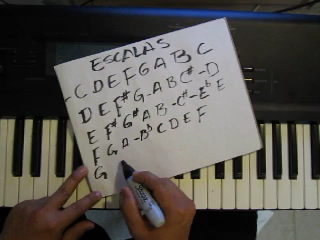 ESCALAS
-C D E F G A B C
D E F# G-A B C#-D
E F# G# A B-C#-E♭ E
F G A-B♭ C D E F
G